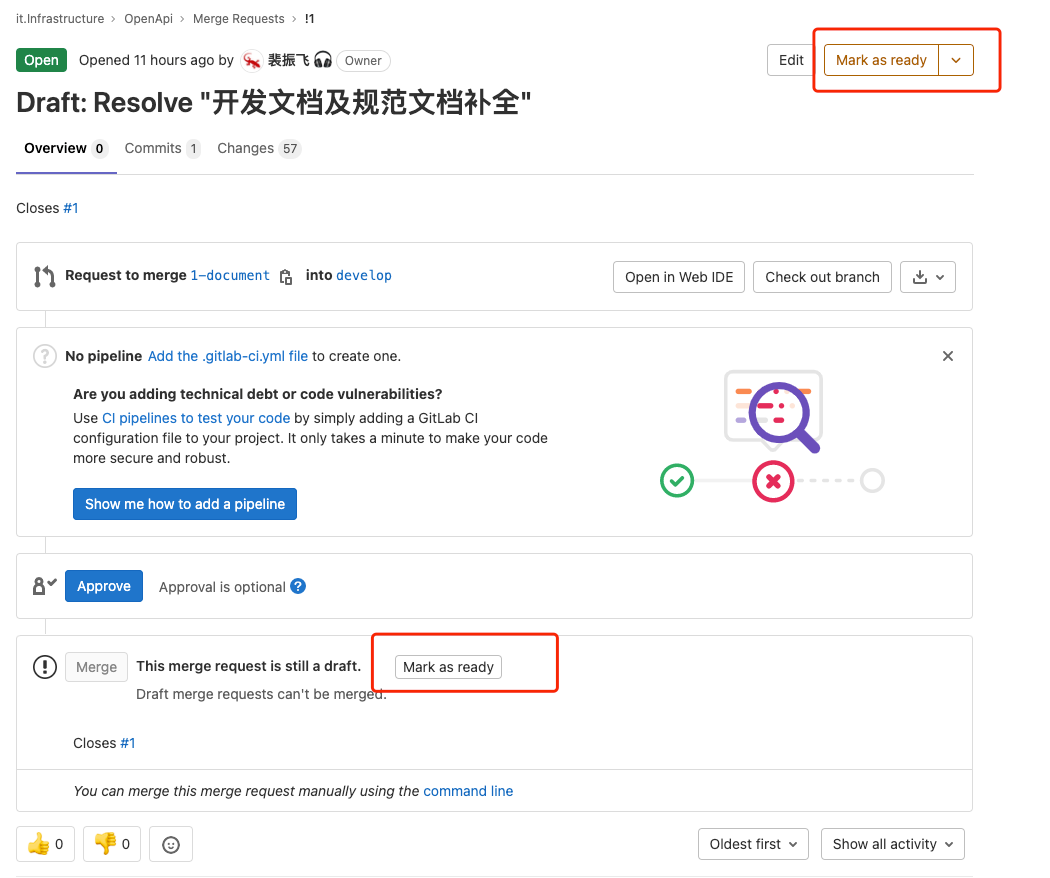 it.Infrastructure › OpenApi › Merge Requests › !1
Open Opened 11 hours ago by 裴振飞 Owner Edit Mark as ready
Draft: Resolve "开发文档及规范文档补全"
Overview 0 Commits 1 Changes 57
Closes #1
Request to merge 1-document into develop Open in Web IDE Check out branch
No pipeline Add the .gitlab-ci.yml file to create one.
Are you adding technical debt or code vulnerabilities?
Use CI pipelines to test your code by simply adding a GitLab CI
configuration file to your project. It only takes a minute to make your code
more secure and robust.
Show me how to add a pipeline
Approve Approval is optional ?
Merge This merge request is still a draft. Mark as ready
Draft merge requests can't be merged.
Closes #1
You can merge this merge request manually using the command line
0 0 Oldest first Show all activity